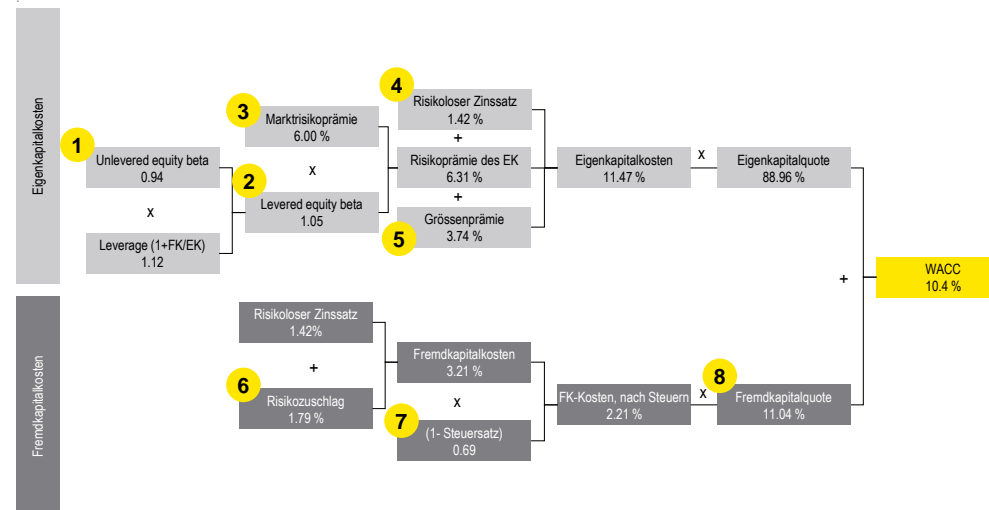 Eigenkapitalkosten
1
Unlevered equity beta
0.94
x
Leverage (1+FK/EK)
1.12
2
Levered equity beta
1.05
3
Marktrisikoprämie
6.00 %
x
4
Risikoloser Zinssatz
1.42 %
+
Risikoprämie des EK
6.31 %
+
5
Grössenprämie
3.74 %
Eigenkapitalkosten
11.47 %
x
Eigenkapitalquote
88.96 %
+
WACC
10.4 %
Fremdkapitalkosten
Risikoloser Zinssatz
1.42%
+
6
Risikozuschlag
1.79 %
Fremdkapitalkosten
3.21 %
x
7
(1- Steuersatz)
0.69
FK-Kosten, nach Steuern
2.21 %
x
8
Fremdkapitalquote
11.04 %